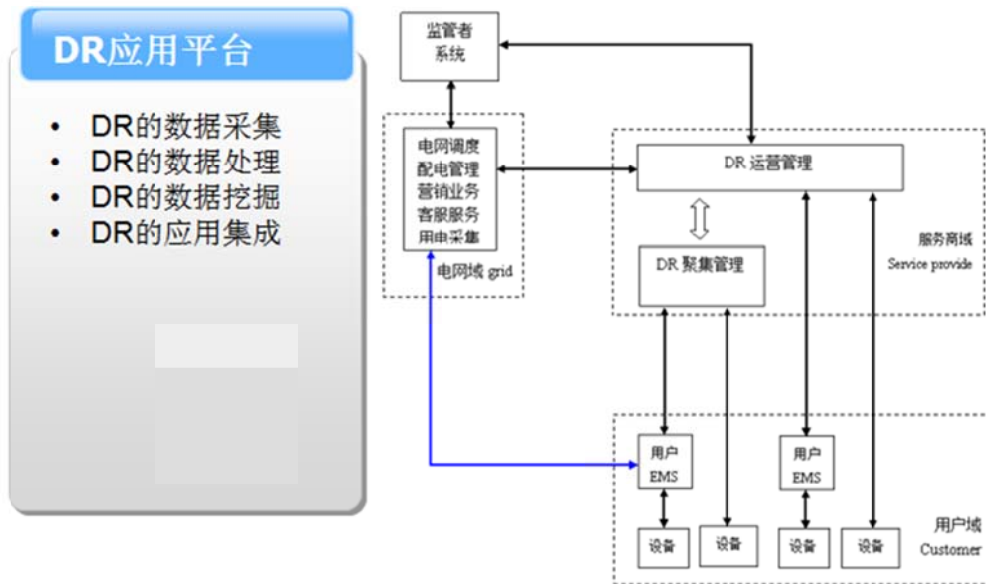 DR应用平台
• DR的数据采集
• DR的数据处理
• DR的数据挖掘
• DR的应用集成
监管者
系统
电网调度
配电管理
营销业务
客服服务
用电采集
电网域 grid
DR 运营管理
DR 聚集管理
服务商域
Service provide
用户
EMS
用户
EMS
设备
设备
设备
设备
用户域
Customer